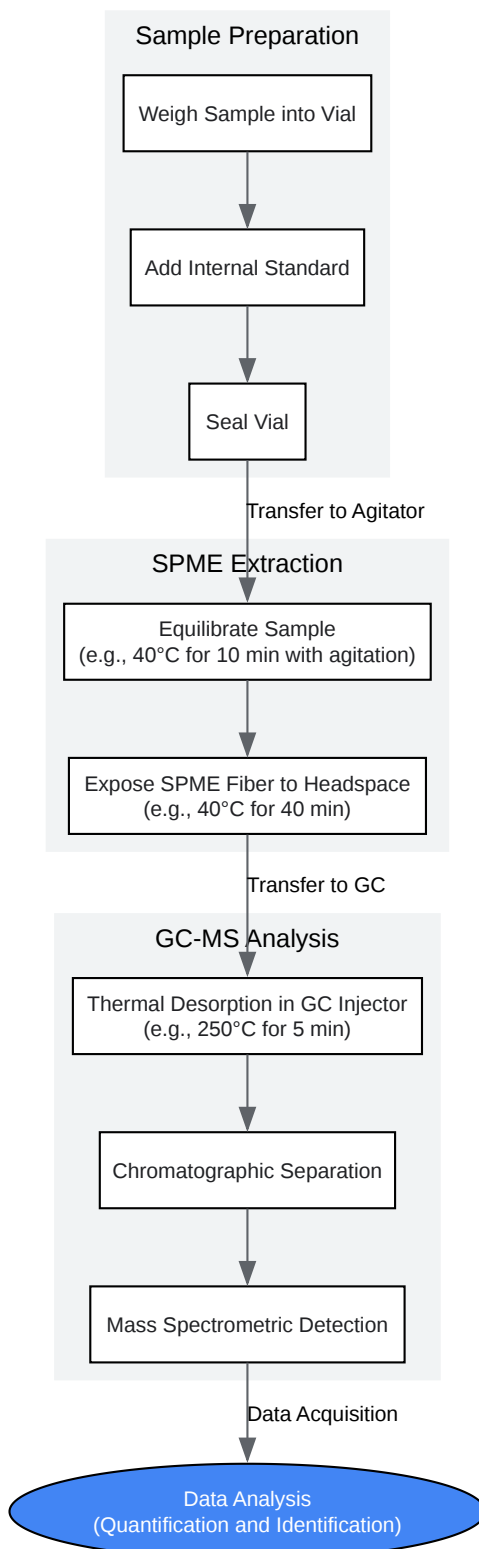 Sample Preparation
Weigh Sample into Vial
Add Internal Standard
Seal Vial
Transfer to Agitator
SPME Extraction
Equilibrate Sample
(e.g., 40°C for 10 min with agitation)
Expose SPME Fiber to Headspace
(e.g., 40°C for 40 min)
Transfer to GC
GC-MS Analysis
Thermal Desorption in GC Injector
(e.g., 250°C for 5 min)
Chromatographic Separation
Mass Spectrometric Detection
Data Acquisition
Data Analysis
(Quantification and Identification)